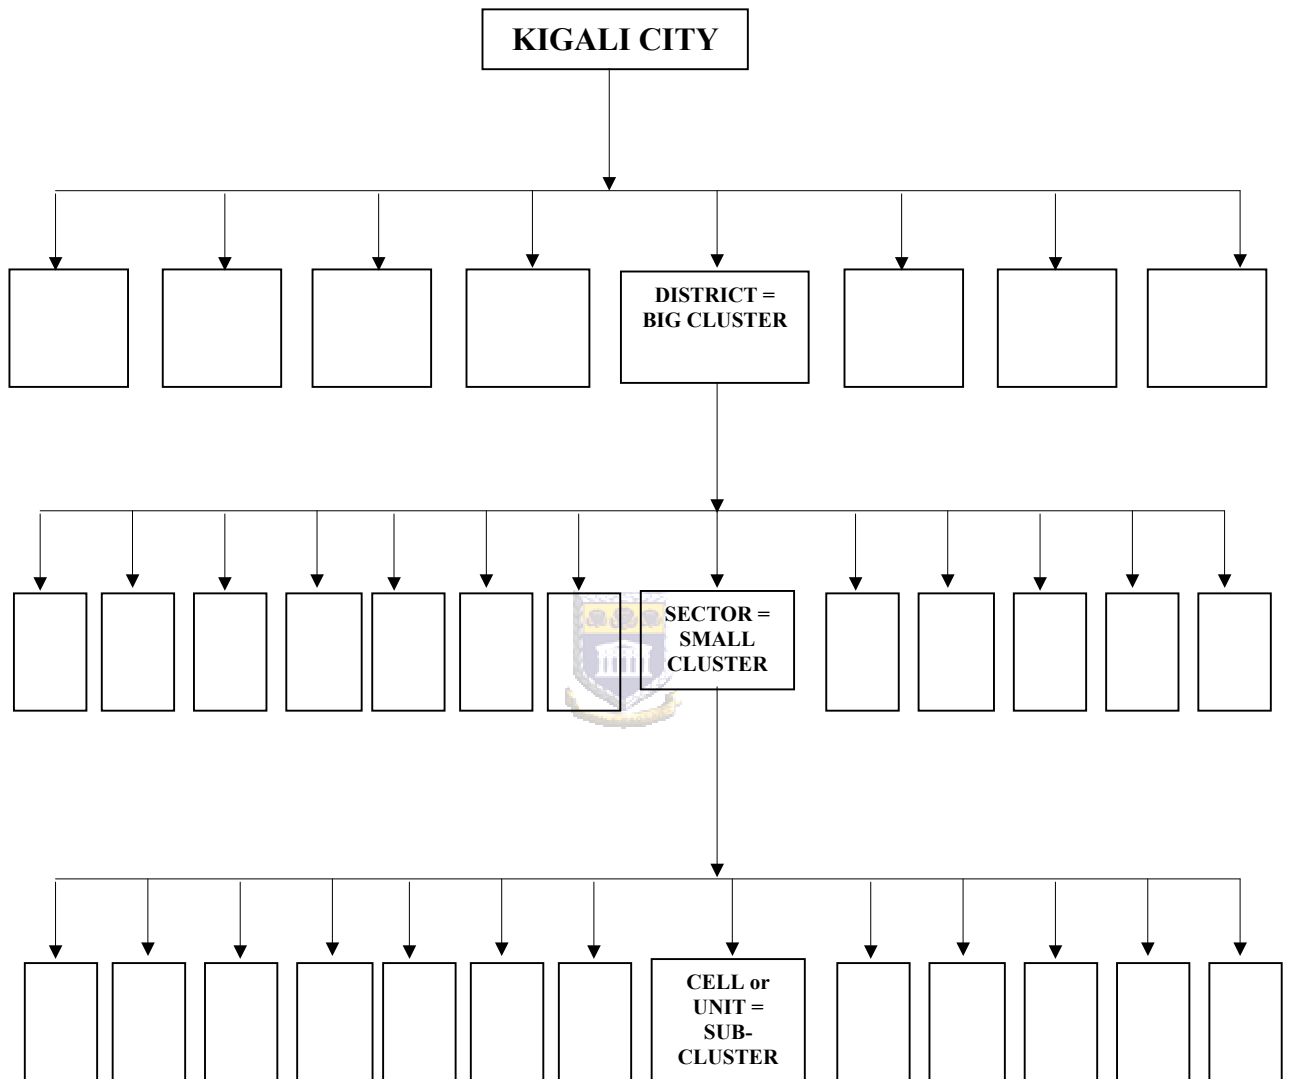 KIGALI CITY
DISTRICT =
BIG CLUSTER
SECTOR =
SMALL
CLUSTER
CELL or
UNIT =
SUB-
CLUSTER